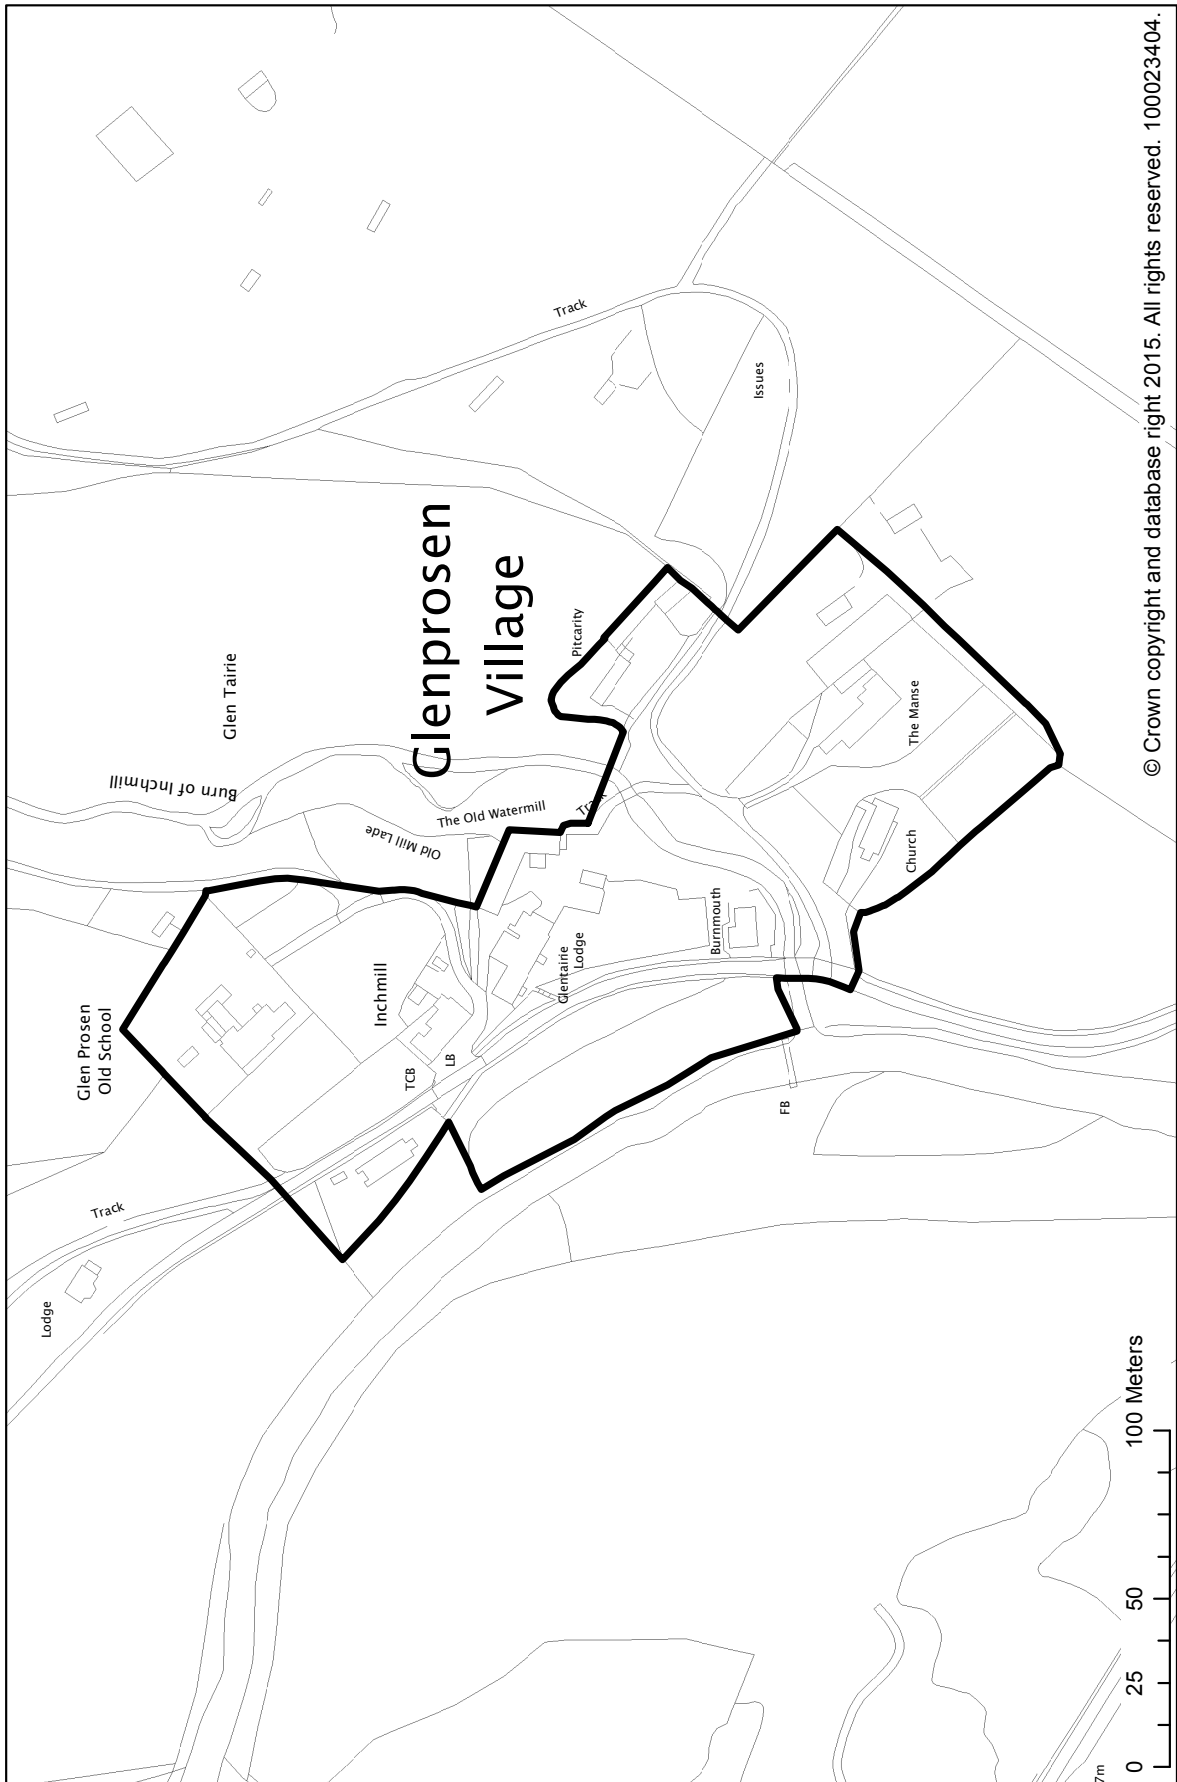 Glenprosen
Village
Glen Tairie
Burn of Inchmill
Old Mill Lade
The Old Watermill
Track
Pitcarity
Track
Issues
The Manse
Church
Burnmouth
Glentairie
Lodge
Inchmill
TCB
LB
FB
Glen Prosen
Old School
Track
Lodge
7m
0 25 50 100 Meters
© Crown copyright and database right 2015. All rights reserved. 100023404.